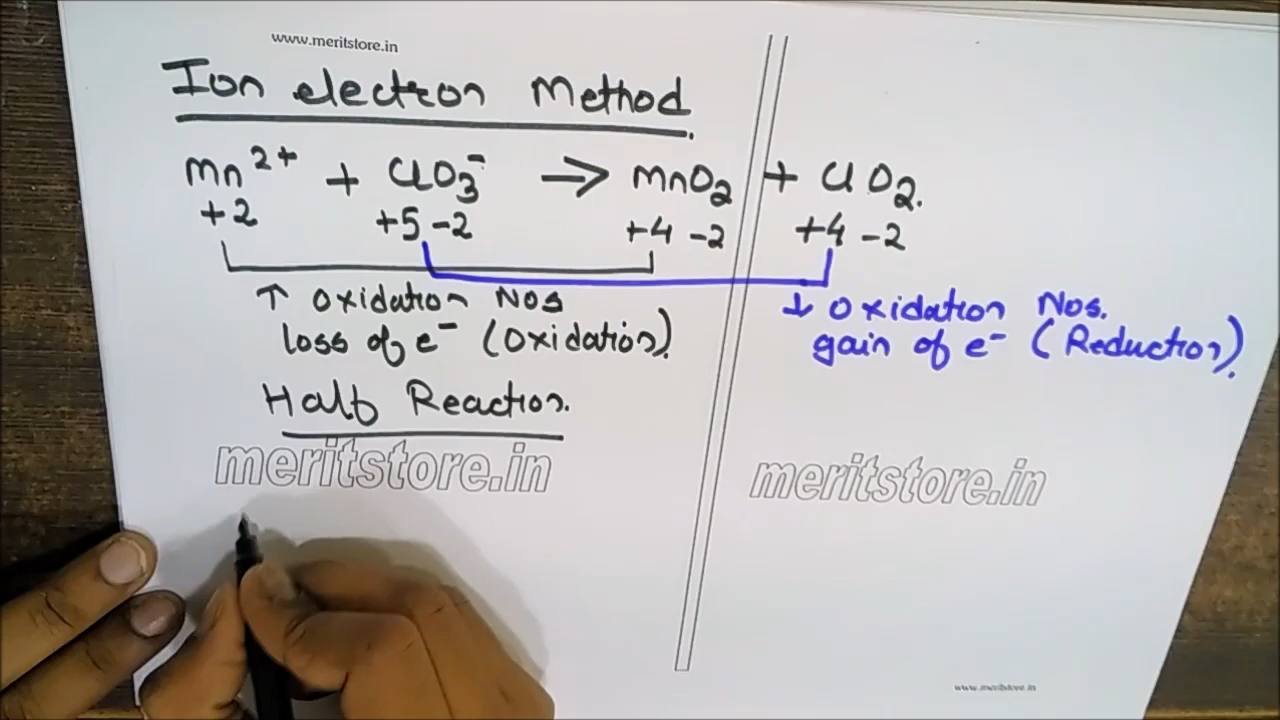 www.meritstore.in
Ion electron Method.
Mn²⁺ + ClO₃⁻ ⇒ MnO₂ + ClO₂.
+2 +5 -2 +4 -2 +4 -2
↑ Oxidation Nos
loss of e⁻ (Oxidation).
↓ Oxidation Nos.
gain of e⁻ (Reduction).
Half Reaction.
meritstore.in
meritstore.in
www.meritstore.in